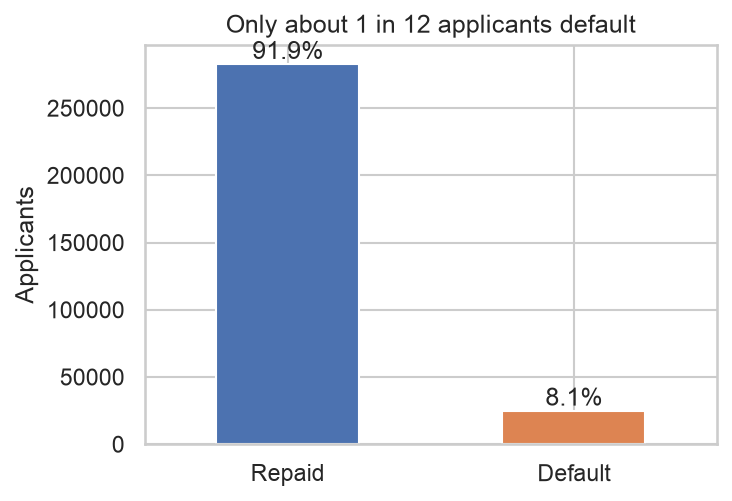 Only about 1 in 12 applicants default
91.9%
250000
200000
150000
100000
50000
0
Applicants
8.1%
Repaid
Default